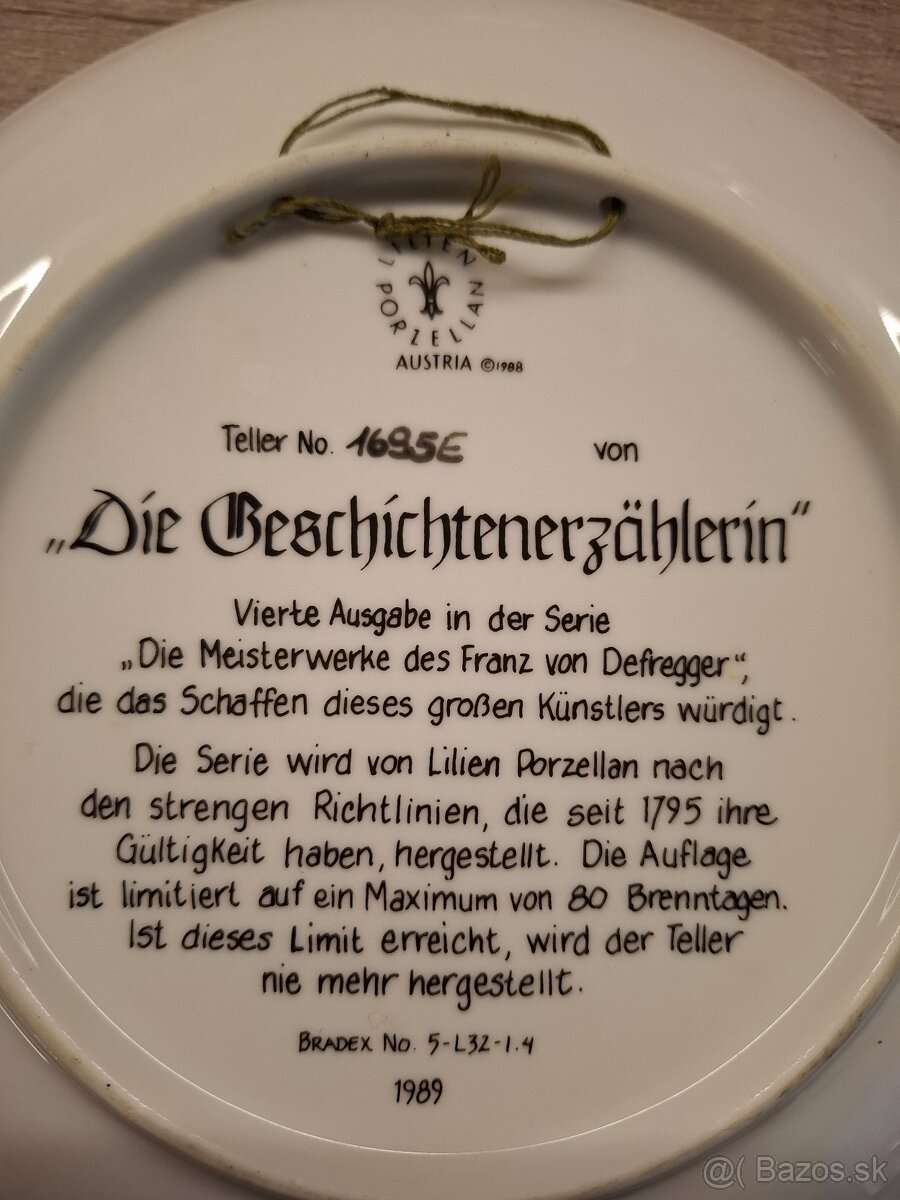 LILIEN PORZELLAN
AUSTRIA ©1988
Teller No. 1695E von
„Die Geschichtenerzählerin“
Vierte Ausgabe in der Serie
„Die Meisterwerke des Franz von Defregger“,
die das Schaffen dieses großen Künstlers würdigt.
Die Serie wird von Lilien Porzellan nach
den strengen Richtlinien, die seit 1795 ihre
Gültigkeit haben, hergestellt. Die Auflage
ist limitiert auf ein Maximum von 80 Brenntagen.
Ist dieses Limit erreicht, wird der Teller
nie mehr hergestellt.
BRADEX No. 5-L32-1.4
1989
@( Bazos.sk